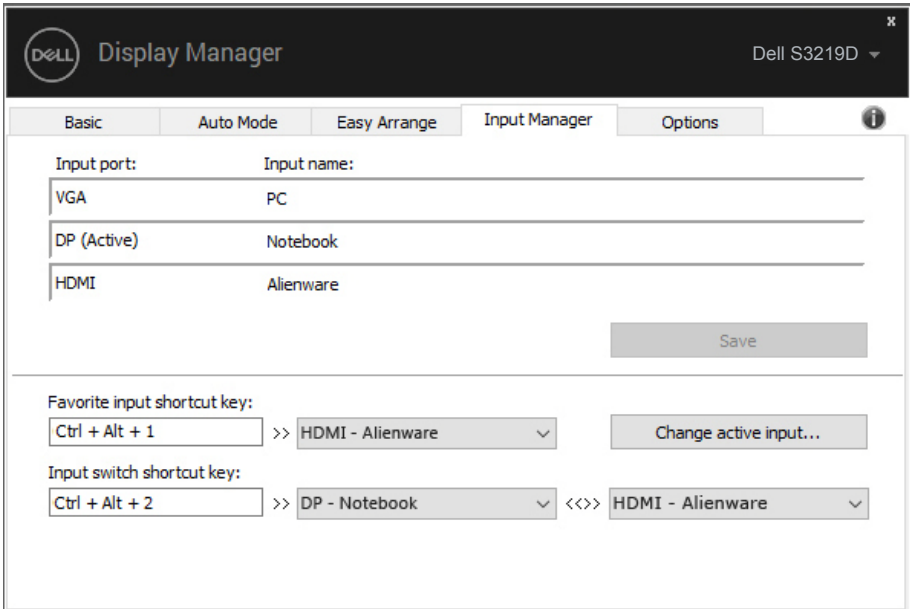 x
DELL Display Manager Dell S3219D
Basic Auto Mode Easy Arrange Input Manager Options i
Input port: Input name:
VGA PC
DP (Active) Notebook
HDMI Alienware
Save
Favorite input shortcut key:
Ctrl + Alt + 1 >> HDMI - Alienware Change active input...
Input switch shortcut key:
Ctrl + Alt + 2 >> DP - Notebook <<>> HDMI - Alienware